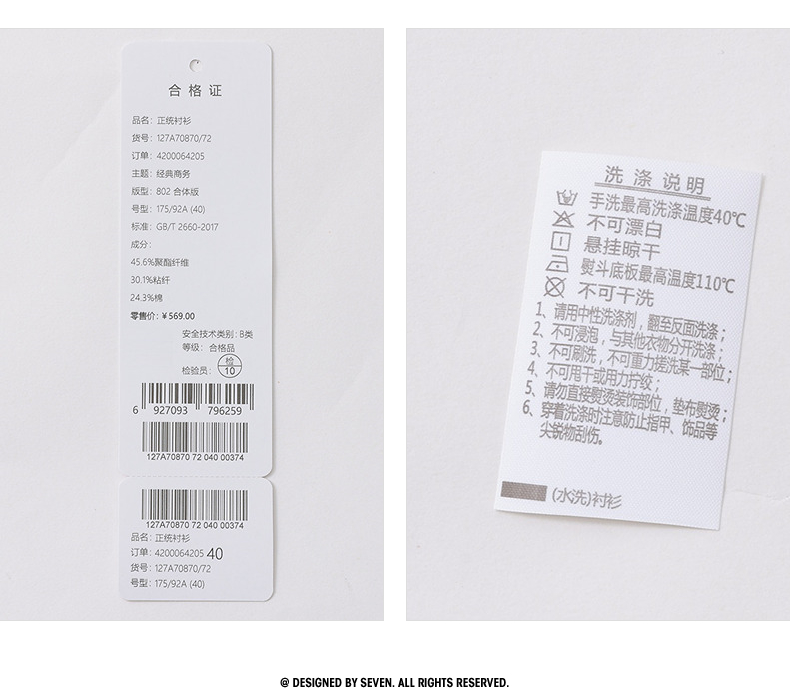 合格证
品名: 正统衬衫
货号: 127A70870/72
订单: 4200064205
主题: 经典商务
版型: 802 合体版
号型: 175/92A (40)
标准: GB/T 2660-2017
成分:
45.6%聚酯纤维
30.1%粘纤
24.3%棉
零售价: ¥569.00
安全技术类别: B类
等级: 合格品
检验员: 检 10
6 927093 796259
127A70870 72 040 00374
127A70870 72 040 00374
品名: 正统衬衫
订单: 4200064205 40
货号: 127A70870/72
号型: 175/92A (40)
洗涤说明
手洗最高洗涤温度40℃
不可漂白
悬挂晾干
熨斗底板最高温度110℃
不可干洗
1、请用中性洗涤剂，翻至反面洗涤；
2、不可浸泡，与其他衣物分开洗涤；
3、不可刷洗，不可重力搓洗某一部位；
4、不可甩干或用力拧绞；
5、请勿直接熨烫装饰部位，垫布熨烫；
6、穿着洗涤时注意防止指甲、饰品等
尖锐物刮伤。
(水洗)衬衫
@ DESIGNED BY SEVEN. ALL RIGHTS RESERVED.